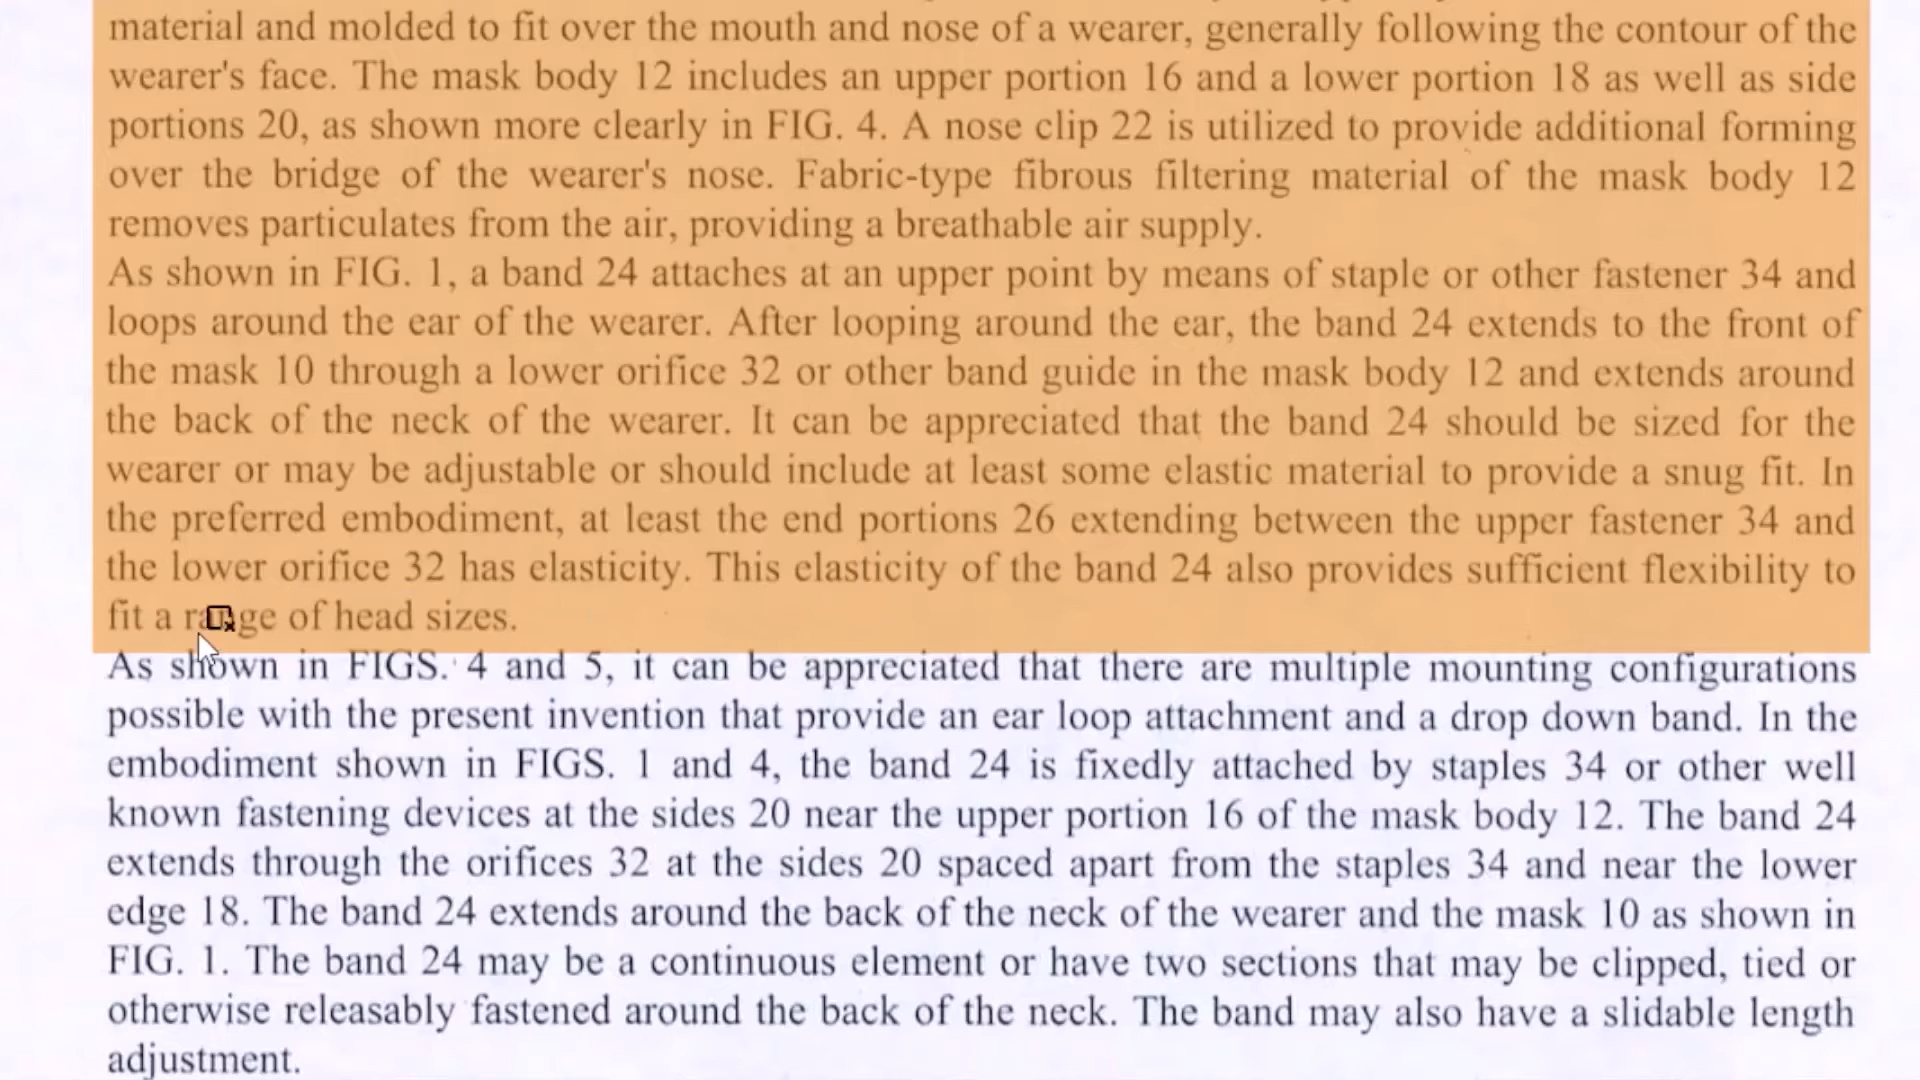 material and molded to fit over the mouth and nose of a wearer, generally following the contour of the
wearer's face. The mask body 12 includes an upper portion 16 and a lower portion 18 as well as side
portions 20, as shown more clearly in FIG. 4. A nose clip 22 is utilized to provide additional forming
over the bridge of the wearer's nose. Fabric-type fibrous filtering material of the mask body 12
removes particulates from the air, providing a breathable air supply.
As shown in FIG. 1, a band 24 attaches at an upper point by means of staple or other fastener 34 and
loops around the ear of the wearer. After looping around the ear, the band 24 extends to the front of
the mask 10 through a lower orifice 32 or other band guide in the mask body 12 and extends around
the back of the neck of the wearer. It can be appreciated that the band 24 should be sized for the
wearer or may be adjustable or should include at least some elastic material to provide a snug fit. In
the preferred embodiment, at least the end portions 26 extending between the upper fastener 34 and
the lower orifice 32 has elasticity. This elasticity of the band 24 also provides sufficient flexibility to
fit a range of head sizes.
As shown in FIGS. 4 and 5, it can be appreciated that there are multiple mounting configurations
possible with the present invention that provide an ear loop attachment and a drop down band. In the
embodiment shown in FIGS. 1 and 4, the band 24 is fixedly attached by staples 34 or other well
known fastening devices at the sides 20 near the upper portion 16 of the mask body 12. The band 24
extends through the orifices 32 at the sides 20 spaced apart from the staples 34 and near the lower
edge 18. The band 24 extends around the back of the neck of the wearer and the mask 10 as shown in
FIG. 1. The band 24 may be a continuous element or have two sections that may be clipped, tied or
otherwise releasably fastened around the back of the neck. The band may also have a slidable length
adjustment.